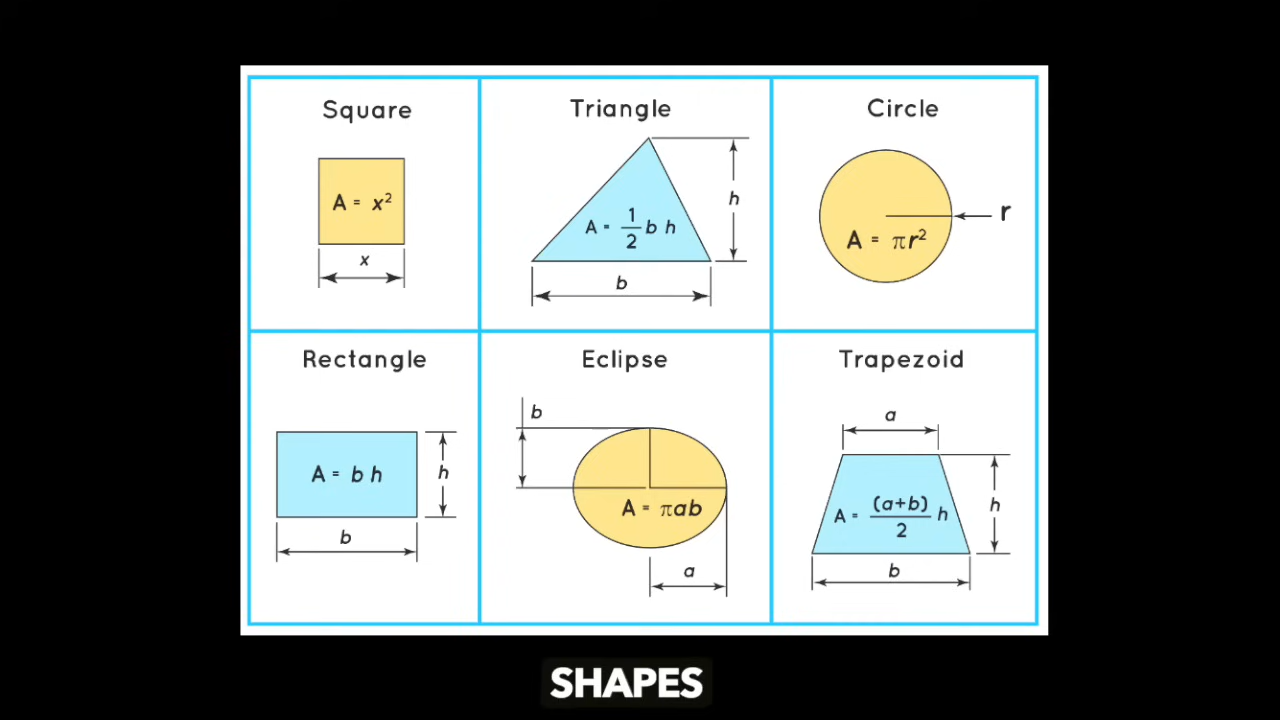 Square
A = x²
x
Triangle
A = 1/2 b h
h
b
Circle
r
A = πr²
Rectangle
A = b h
h
b
Eclipse
b
A = πab
a
Trapezoid
a
A = (a+b)/2 h
h
b
SHAPES